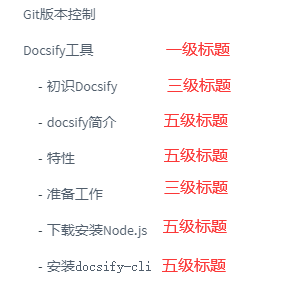 Git版本控制
Docsify工具 一级标题
- 初识Docsify 三级标题
- docsify简介 五级标题
- 特性 五级标题
- 准备工作 三级标题
- 下载安装Node.js 五级标题
- 安装docsify-cli 五级标题